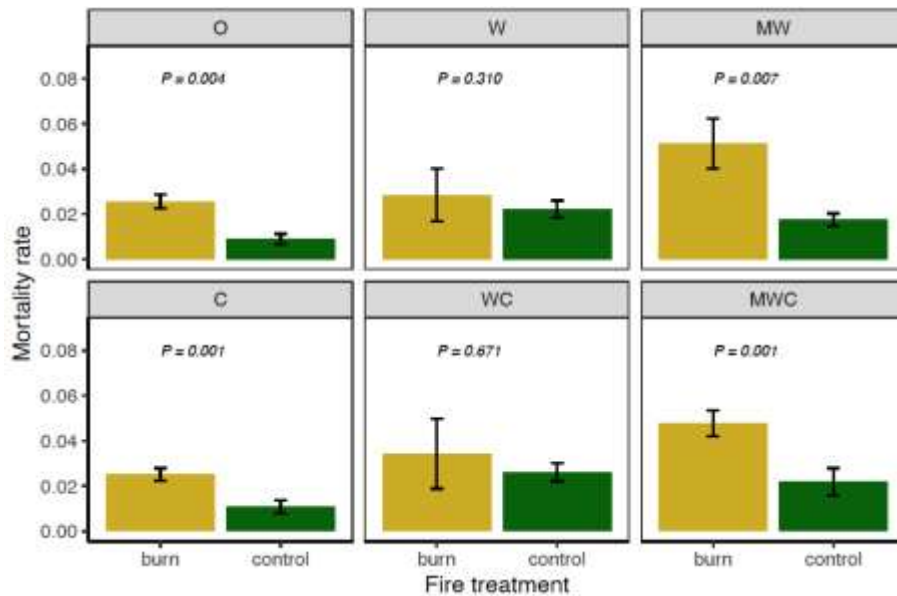 O W MW
0.08
0.06
0.04
0.02
0.00
P = 0.004 P = 0.310 P = 0.007
C WC MWC
0.08
0.06
0.04
0.02
0.00
P = 0.001 P = 0.671 P = 0.001
burn control burn control burn control
Mortality rate
Fire treatment